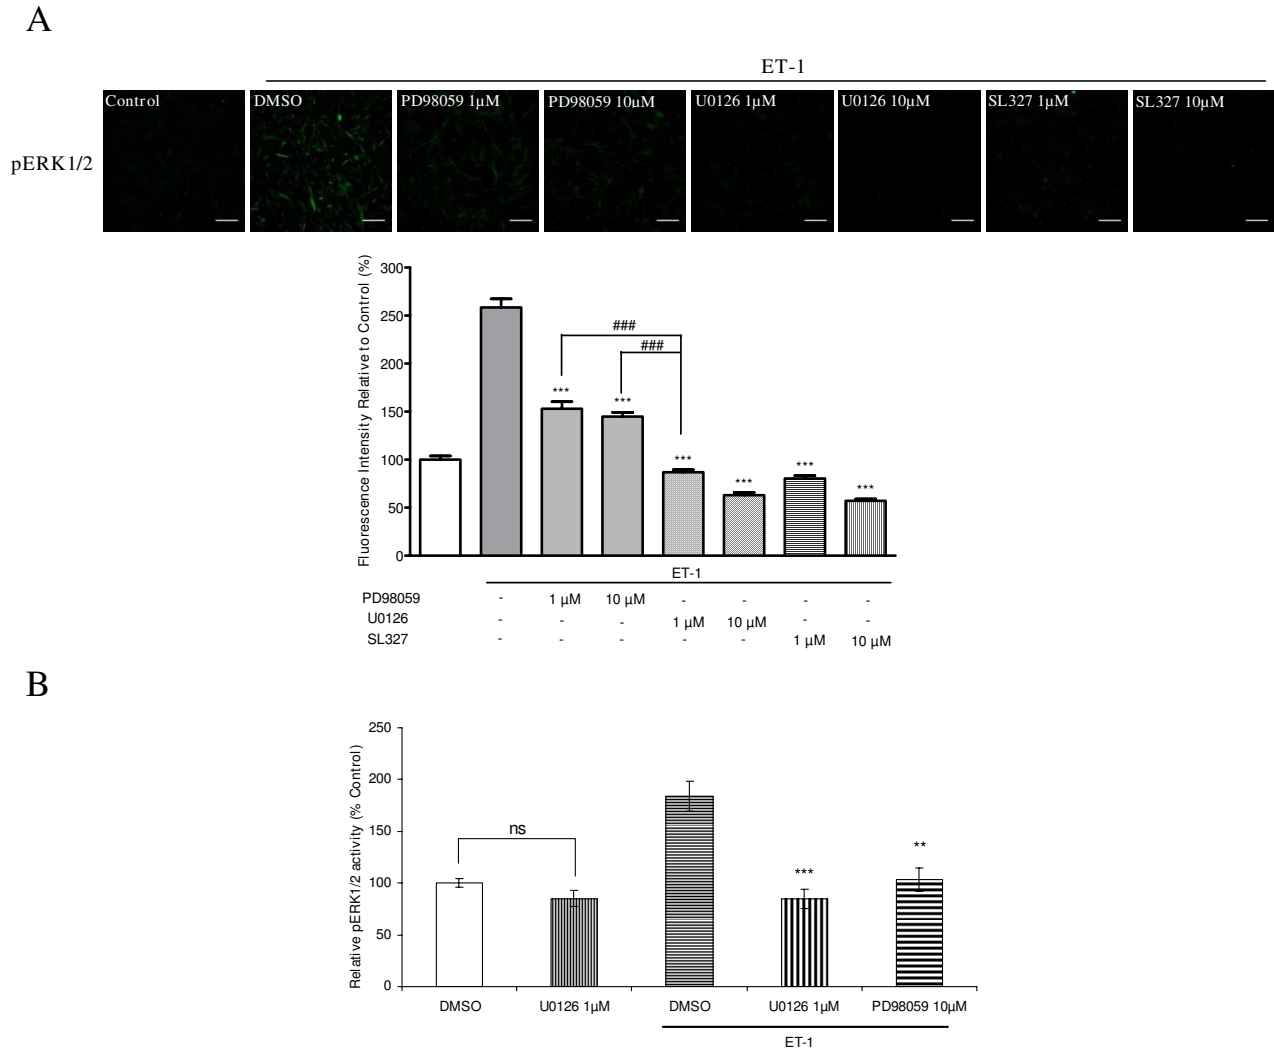 A
ET-1
Control DMSO PD98059 1µM PD98059 10µM U0126 1µM U0126 10µM SL327 1µM SL327 10µM
pERK1/2
Fluorescence Intensity Relative to Control (%)
300
250
200
150
100
50
0
###
###
*** *** *** *** *** ***
ET-1
PD98059 - 1 µM 10 µM - - - -
U0126 - - - 1 µM 10 µM - -
SL327 - - - - - 1 µM 10 µM
B
Relative pERK1/2 activity (% Control)
250
200
150
100
50
0
ns
*** **
DMSO U0126 1µM DMSO U0126 1µM PD98059 10µM
ET-1